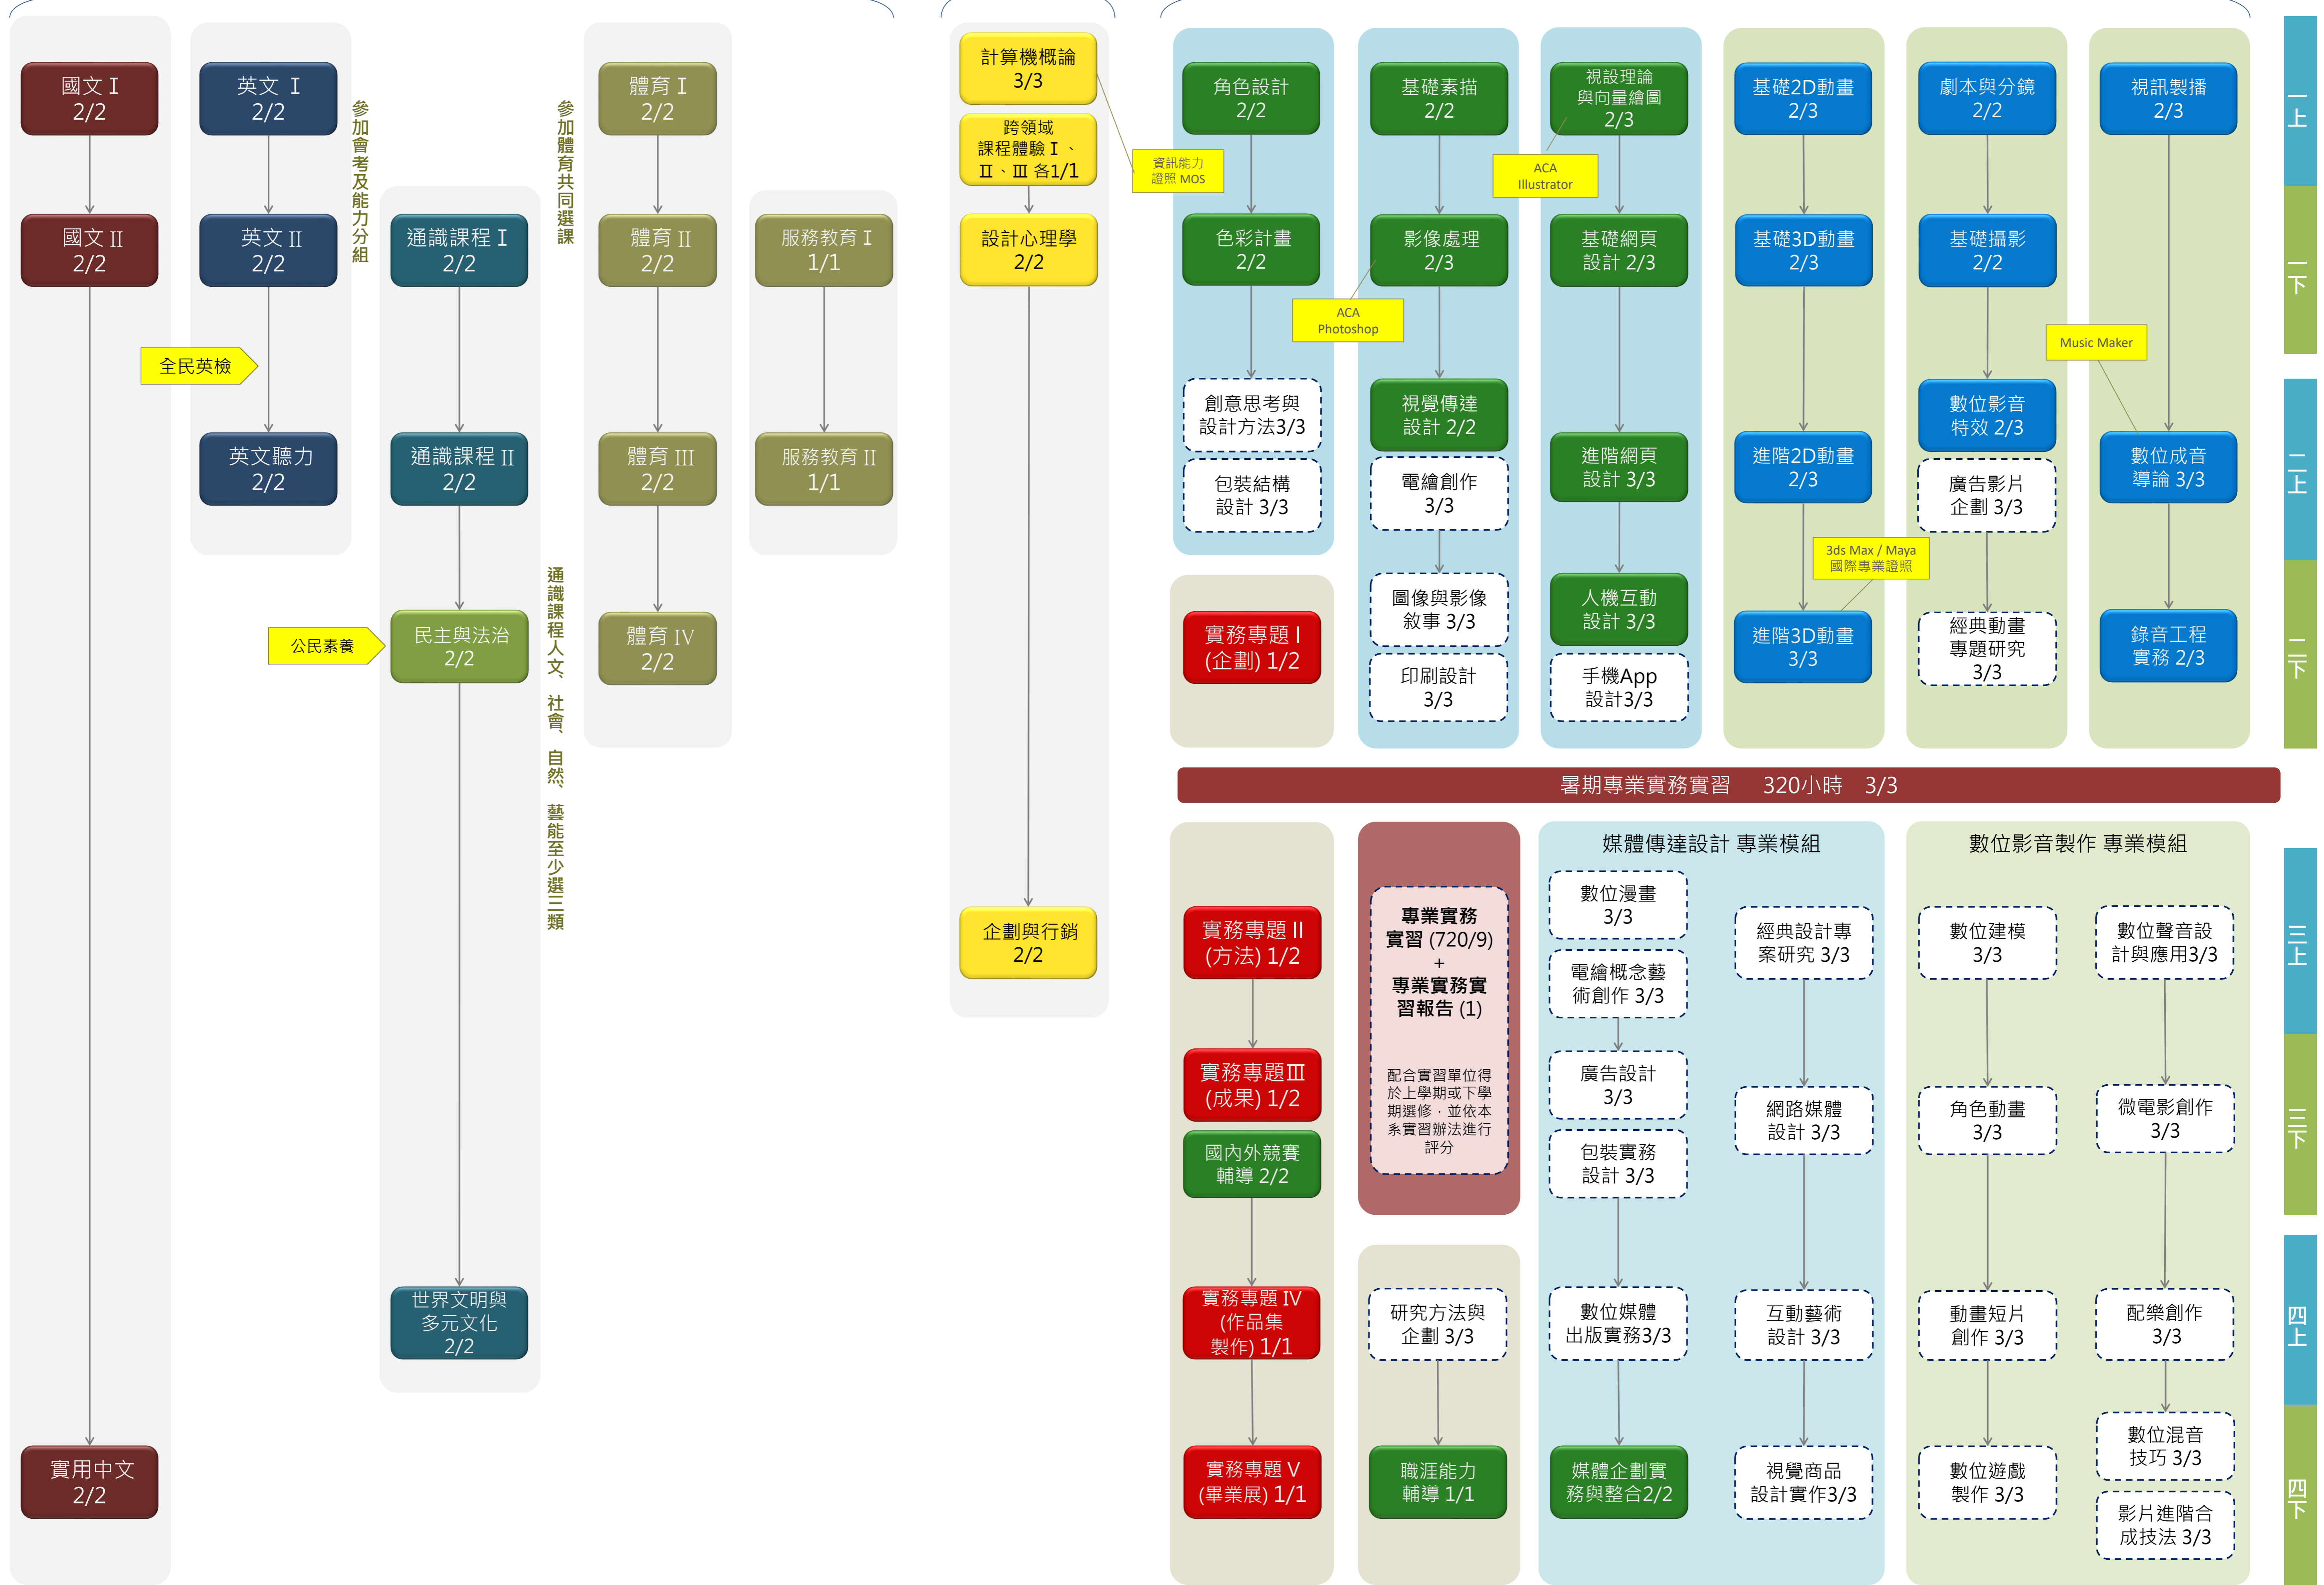 國文 I
2/2
國文 II
2/2
實用中文
2/2
英文 I
2/2
英文 II
2/2
全民英檢
英文聽力
2/2
參加會考及能力分組
通識課程 I
2/2
通識課程 II
2/2
公民素養
民主與法治
2/2
世界文明與
多元文化
2/2
通識課程人文、社會、自然、藝能至少選三類
參加體育共同選課
體育 I
2/2
體育 II
2/2
體育 III
2/2
體育 IV
2/2
服務教育 I
1/1
服務教育 II
1/1
計算機概論
3/3
跨領域
課程體驗 I 、
II、III 各1/1
設計心理學
2/2
企劃與行銷
2/2
資訊能力
證照 MOS
角色設計
2/2
色彩計畫
2/2
創意思考與
設計方法3/3
包裝結構
設計 3/3
實務專題 I
(企劃) 1/2
基礎素描
2/2
影像處理
2/3
ACA
Photoshop
視覺傳達
設計 2/2
電繪創作
3/3
圖像與影像
敘事 3/3
印刷設計
3/3
視設理論
與向量繪圖
2/3
ACA
Illustrator
基礎網頁
設計 2/3
進階網頁
設計 3/3
人機互動
設計 3/3
手機App
設計3/3
基礎2D動畫
2/3
基礎3D動畫
2/3
進階2D動畫
2/3
3ds Max / Maya
國際專業證照
進階3D動畫
3/3
劇本與分鏡
2/2
基礎攝影
2/2
數位影音
特效 2/3
廣告影片
企劃 3/3
經典動畫
專題研究
3/3
視訊製播
2/3
Music Maker
數位成音
導論 3/3
錄音工程
實務 2/3
一上
一下
二上
二下
暑期專業實務實習 320小時 3/3
實務專題 II
(方法) 1/2
實務專題III
(成果) 1/2
國內外競賽
輔導 2/2
實務專題 IV
(作品集
製作) 1/1
實務專題 V
(畢業展) 1/1
專業實務
實習 (720/9)
+
專業實務實
習報告 (1)
配合實習單位得
於上學期或下學
期選修，並依本
系實習辦法進行
評分
研究方法與
企劃 3/3
職涯能力
輔導 1/1
媒體傳達設計 專業模組
數位漫畫
3/3
電繪概念藝
術創作 3/3
廣告設計
3/3
包裝實務
設計 3/3
數位媒體
出版實務3/3
媒體企劃實
務與整合2/2
經典設計專
案研究 3/3
網路媒體
設計 3/3
互動藝術
設計 3/3
視覺商品
設計實作3/3
數位影音製作 專業模組
數位建模
3/3
角色動畫
3/3
動畫短片
創作 3/3
數位遊戲
製作 3/3
數位聲音設
計與應用3/3
微電影創作
3/3
配樂創作
3/3
數位混音
技巧 3/3
影片進階合
成技法 3/3
三上
三下
四上
四下